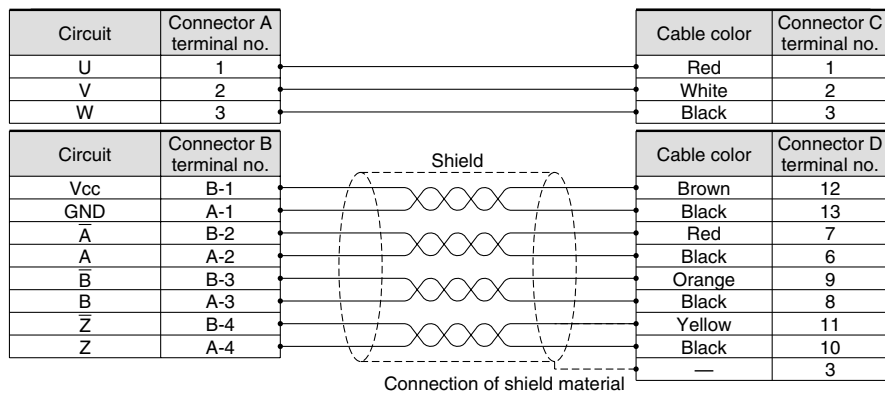 Circuit Connector A terminal no. Cable color Connector C terminal no.
U 1 Red 1
V 2 White 2
W 3 Black 3
Circuit Connector B terminal no. Shield Cable color Connector D terminal no.
Vcc B-1 Brown 12
GND A-1 Black 13
A̅ B-2 Red 7
A A-2 Black 6
B̅ B-3 Orange 9
B A-3 Black 8
Z̅ B-4 Yellow 11
Z A-4 Black 10
— 3
Connection of shield material